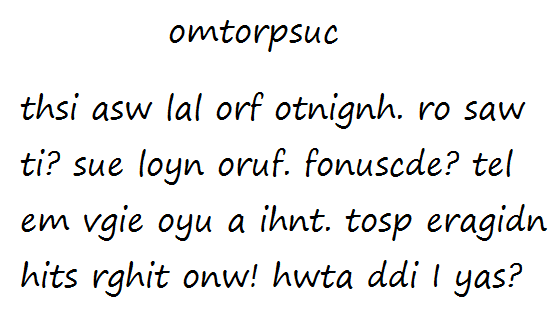 omtorpsuc
thsi asw lal orf otnignh. ro saw
ti? sue loyn oruf. fonuscde? tel
em vgie oyu a ihnt. tosp eragidn
hits rghit onw! hwta ddi I yas?